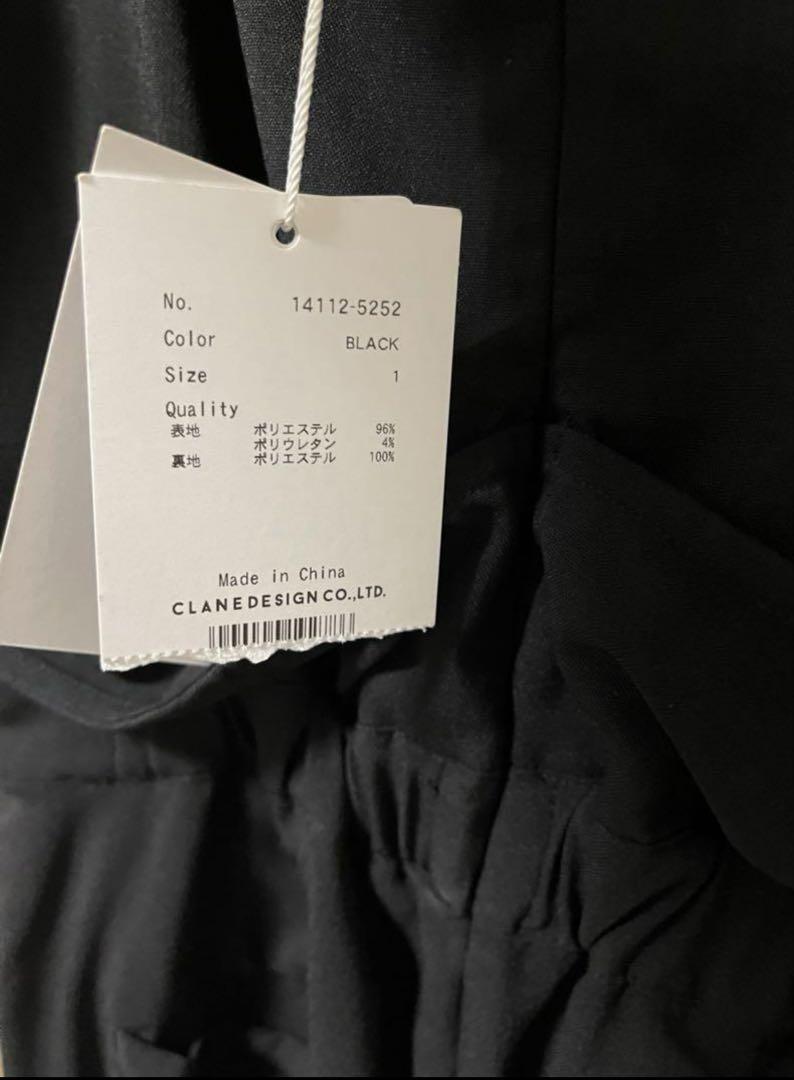 No. 14112-5252
Color BLACK
Size 1
Quality
表地 ポリエステル 96%
ポリウレタン 4%
裏地 ポリエステル 100%
Made in China
CLANEDESIGN CO.,LTD.